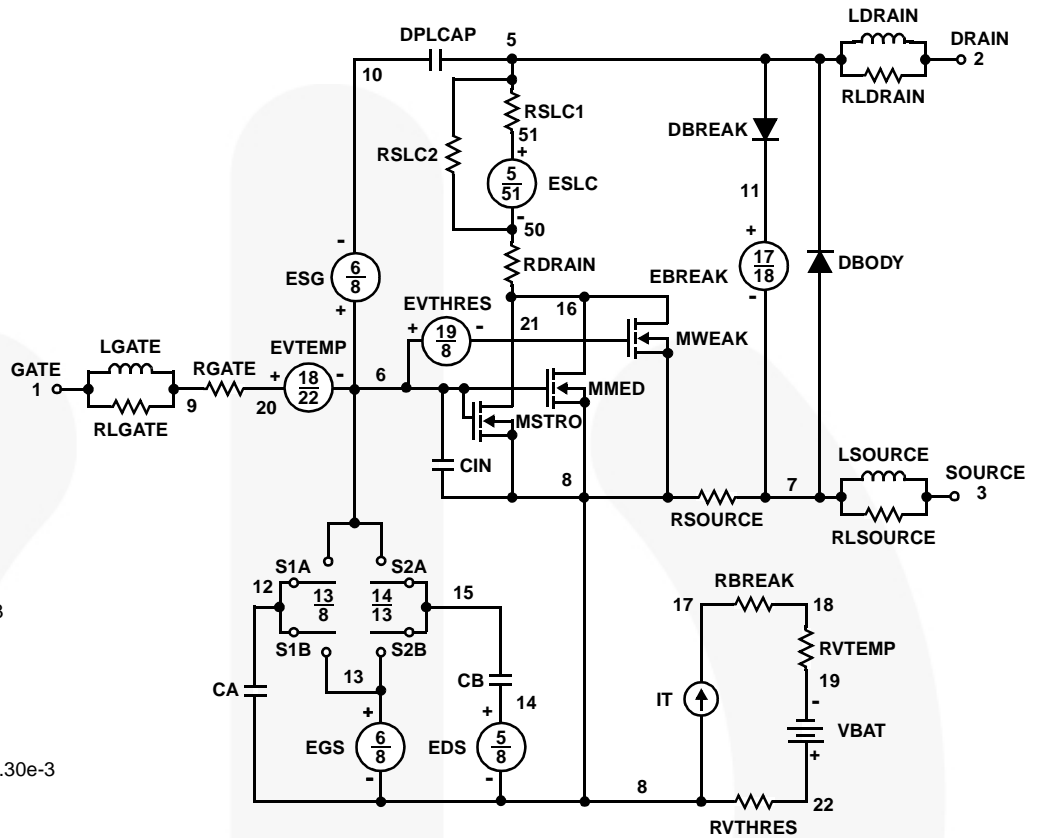 LDRAIN
DPLCAP 5 DRAIN
10 2
RSLC1 RLDRAIN
DBREAK
51
RSLC2 +
5
51
ESLC
11
-
50
- +
17
18
RDRAIN
6
8
ESG EBREAK DBODY
+ -
EVTHRES 16
+ 19
8
- 21
MWEAK
LGATE EVTEMP
GATE RGATE + 18
22
- 6
1 MMED
9 20
RLGATE MSTRO
LSOURCE
CIN 8 7 SOURCE
3
RSOURCE
RLSOURCE
S1A S2A
12 13
8
14
13
15
RBREAK
17 18
3
S1B S2B
RVTEMP
13 CB
CA 19
14 IT -
+ +
VBAT
EGS 6
8
EDS 5
8
+
.30e-3 - -
8 22
RVTHRES